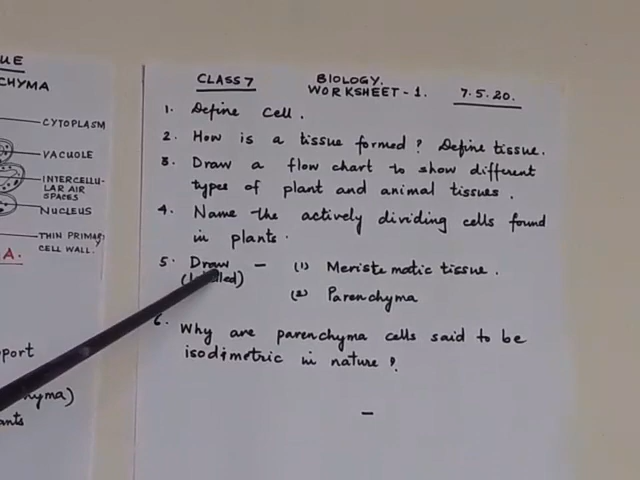 UE
CHYMA
CYTOPLASM
VACUOLE
INTERCELLU-
LAR AIR
SPACES
NUCLEUS
THIN PRIMARY
CELL WALL.
A.
pport
hyma)
ants
CLASS 7
BIOLOGY.
WORKSHEET - 1.
7.5.20.
1. Define Cell.
2. How is a tissue formed? Define tissue.
3. Draw a flow chart to show different
types of plant and animal tissues.
4. Name the actively dividing cells found
in plants.
5. Draw - (1) Meristematic tissue.
(2) Parenchyma
6. Why are parenchyma cells said to be
isodimetric in nature?